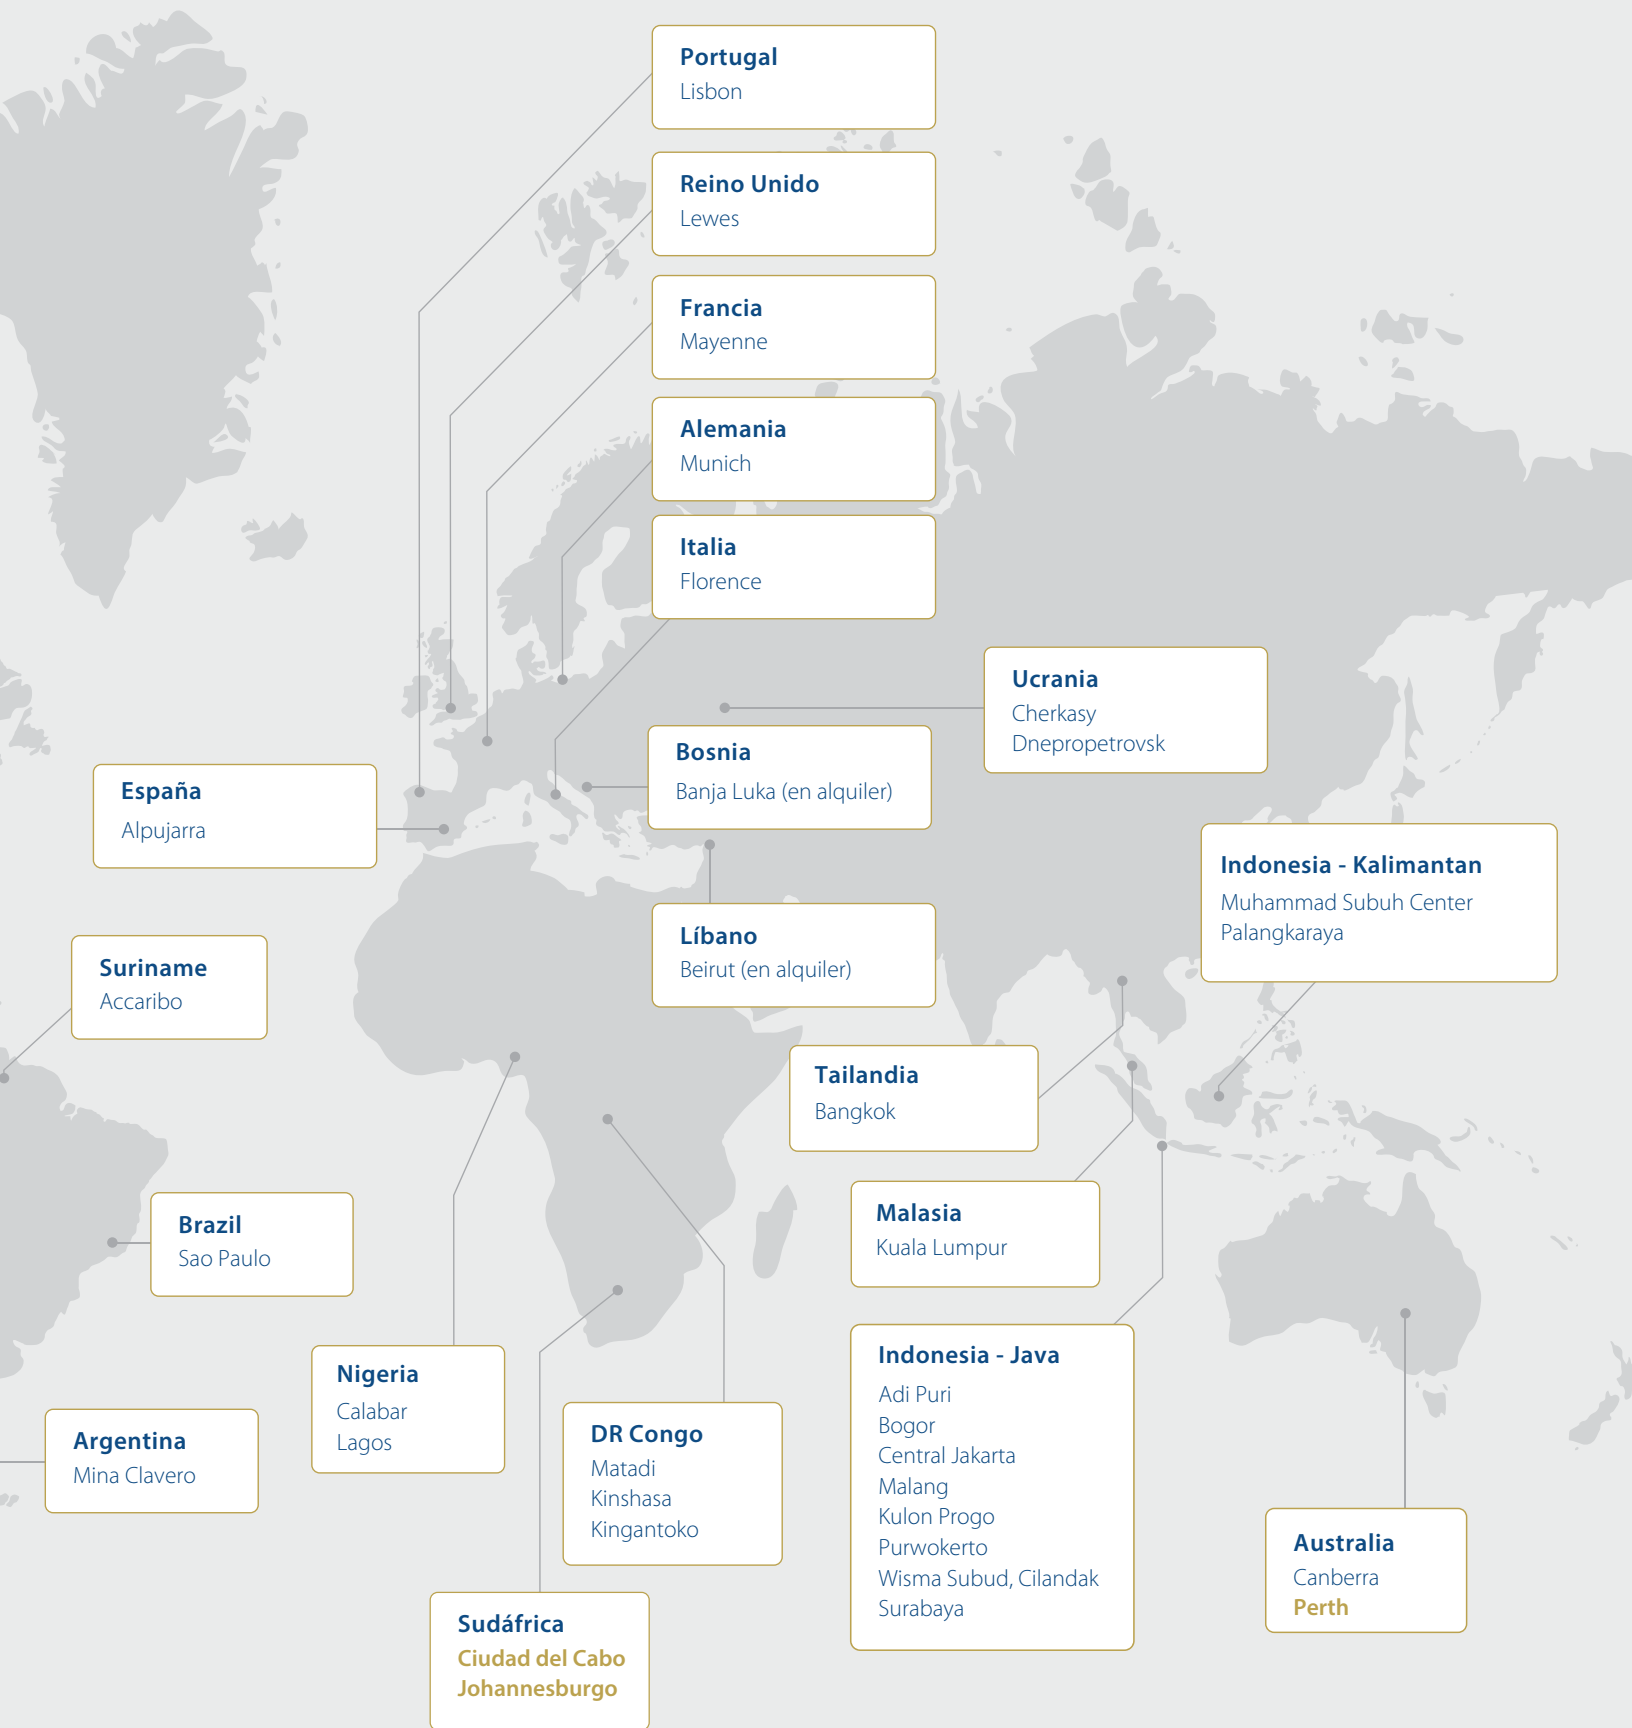 Portugal
Lisbon
Reino Unido
Lewes
Francia
Mayenne
Alemania
Munich
Italia
Florence
Ucrania
Cherkasy
Dnepropetrovsk
Bosnia
Banja Luka (en alquiler)
España
Alpujarra
Indonesia - Kalimantan
Muhammad Subuh Center
Palangkaraya
Líbano
Beirut (en alquiler)
Suriname
Accaribo
Tailandia
Bangkok
Brazil
Sao Paulo
Malasia
Kuala Lumpur
Nigeria
Calabar
Lagos
Indonesia - Java
Adi Puri
Bogor
Central Jakarta
Malang
Kulon Progo
Purwokerto
Wisma Subud, Cilandak
Surabaya
Argentina
Mina Clavero
DR Congo
Matadi
Kinshasa
Kingantoko
Australia
Canberra
Perth
Sudáfrica
Ciudad del Cabo
Johannesburgo